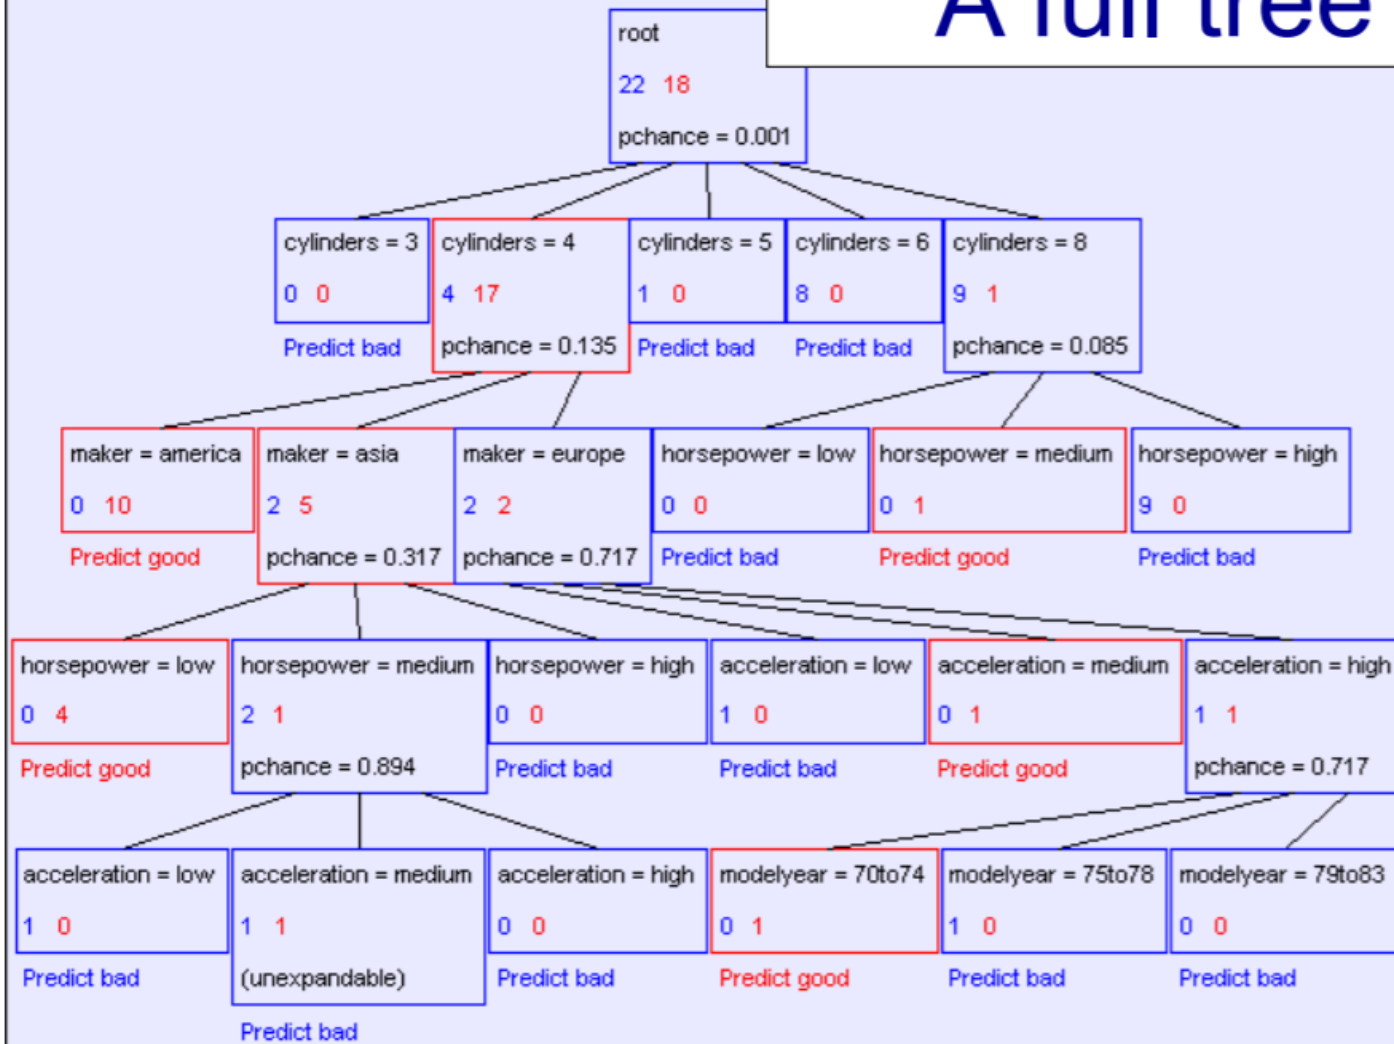 A full tree
root
22 18
pchance = 0.001
cylinders = 3
0 0
Predict bad
cylinders = 4
4 17
pchance = 0.135
cylinders = 5
1 0
Predict bad
cylinders = 6
8 0
Predict bad
cylinders = 8
9 1
pchance = 0.085
maker = america
0 10
Predict good
maker = asia
2 5
pchance = 0.317
maker = europe
2 2
pchance = 0.717
horsepower = low
0 0
Predict bad
horsepower = medium
0 1
Predict good
horsepower = high
9 0
Predict bad
horsepower = low
0 4
Predict good
horsepower = medium
2 1
pchance = 0.894
horsepower = high
0 0
Predict bad
acceleration = low
1 0
Predict bad
acceleration = medium
0 1
Predict good
acceleration = high
1 1
pchance = 0.717
acceleration = low
1 0
Predict bad
acceleration = medium
1 1
(unexpandable)
Predict bad
acceleration = high
0 0
Predict bad
modelyear = 70to74
0 1
Predict good
modelyear = 75to78
1 0
Predict bad
modelyear = 79to83
0 0
Predict bad